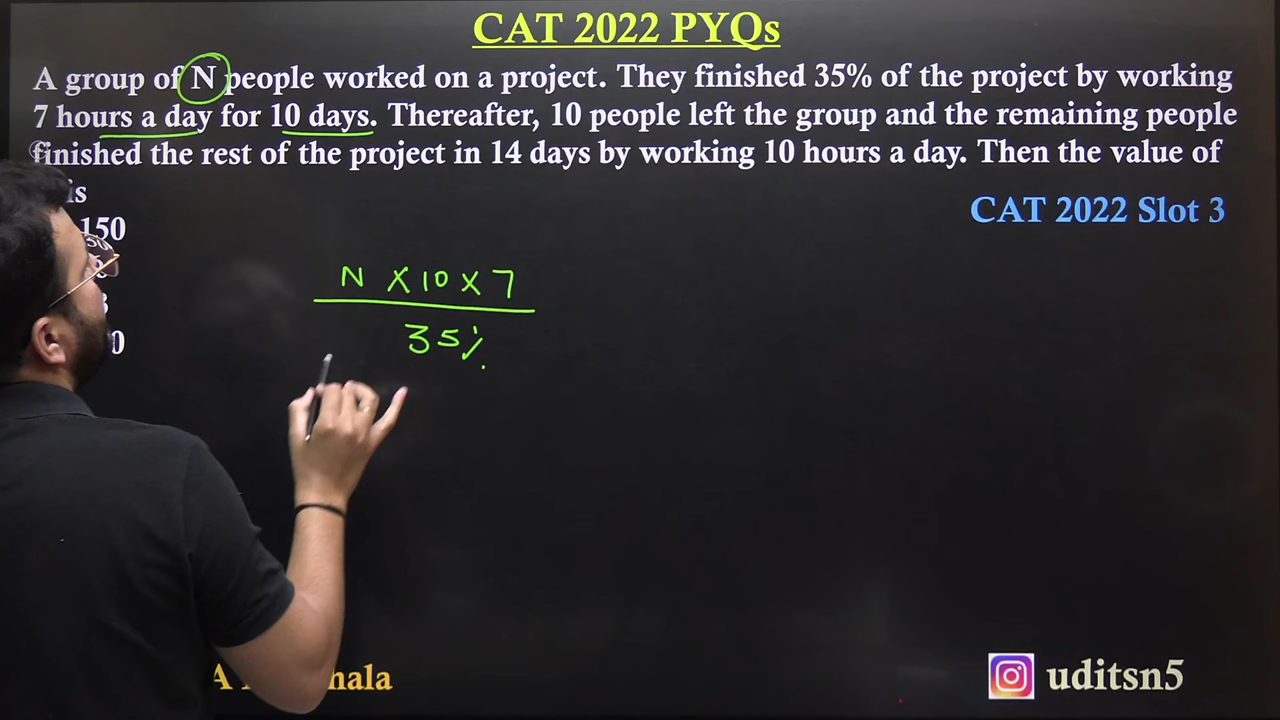 CAT 2022 PYQs
A group of N people worked on a project. They finished 35% of the project by working
7 hours a day for 10 days. Thereafter, 10 people left the group and the remaining people
finished the rest of the project in 14 days by working 10 hours a day. Then the value of
is
CAT 2022 Slot 3
150
N × 10 × 7
35%
uditsn5